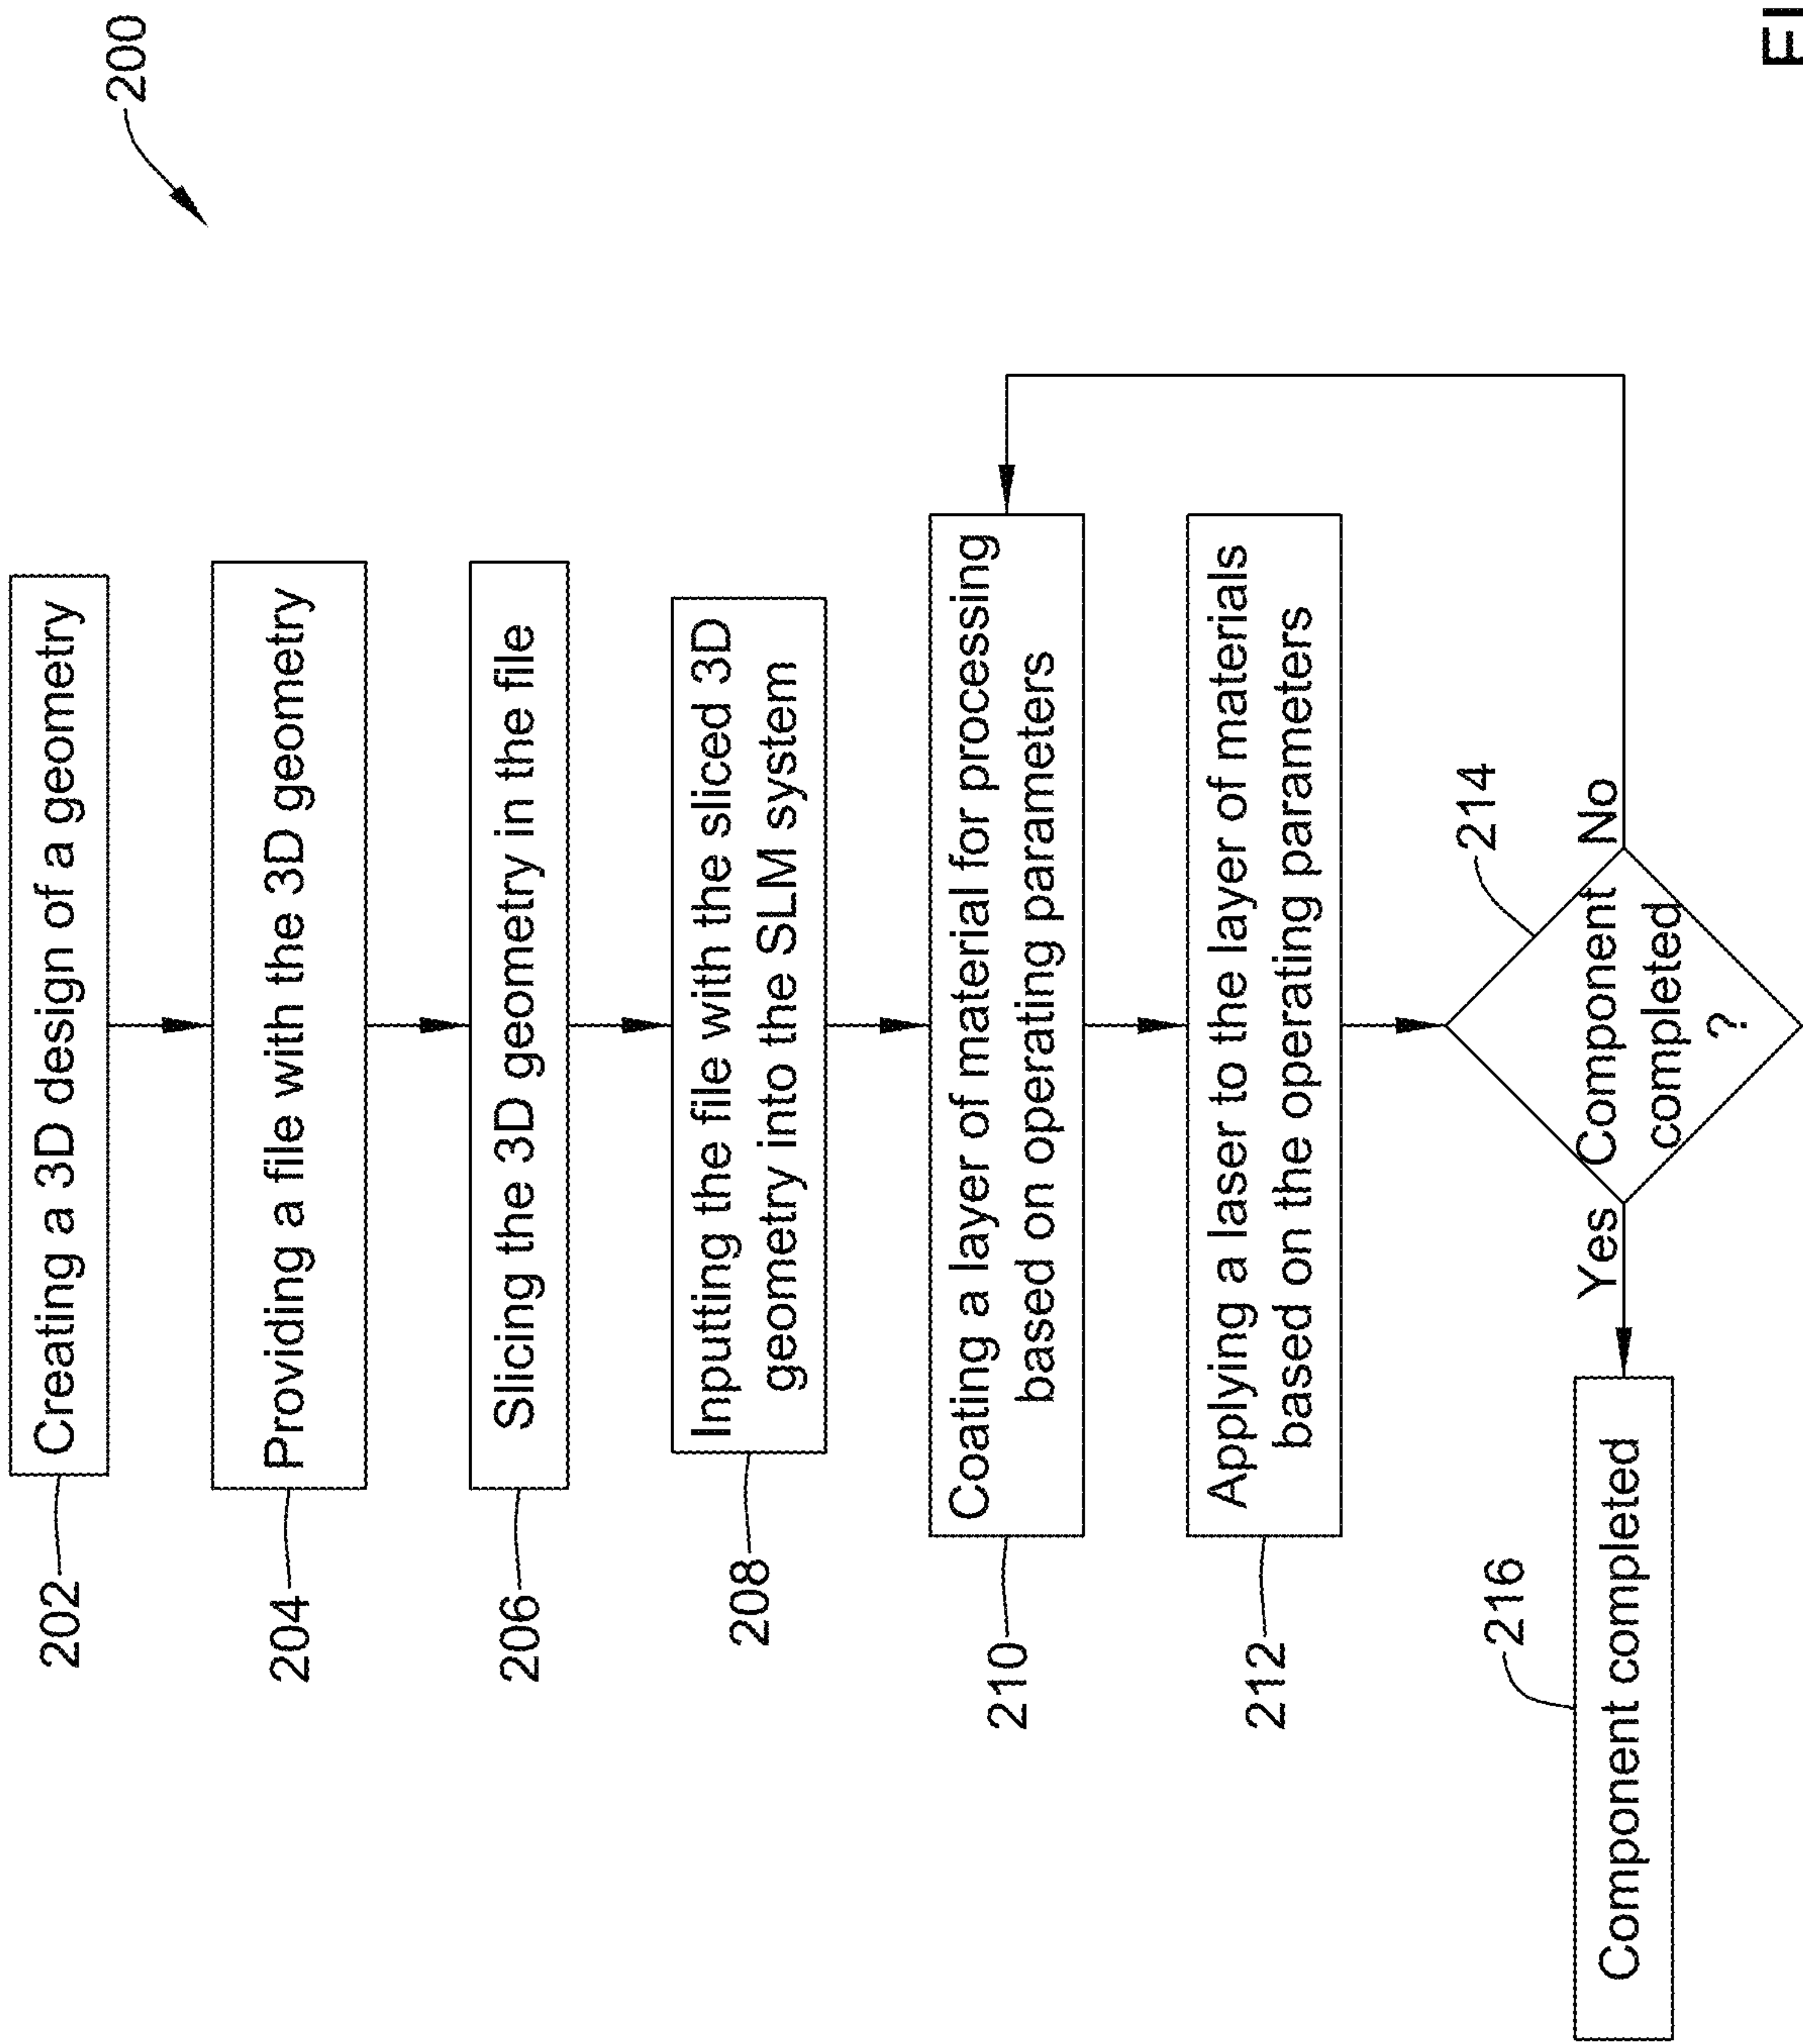 200
202
Creating a 3D design of a geometry
204
Providing a file with the 3D geometry
206
Slicing the 3D geometry in the file
208
Inputting the file with the sliced 3D
geometry into the SLM system
210
Coating a layer of material for processing
based on operating parameters
212
Applying a laser to the layer of materials
based on the operating parameters
214
Component
completed
?
Yes
No
216
Component completed